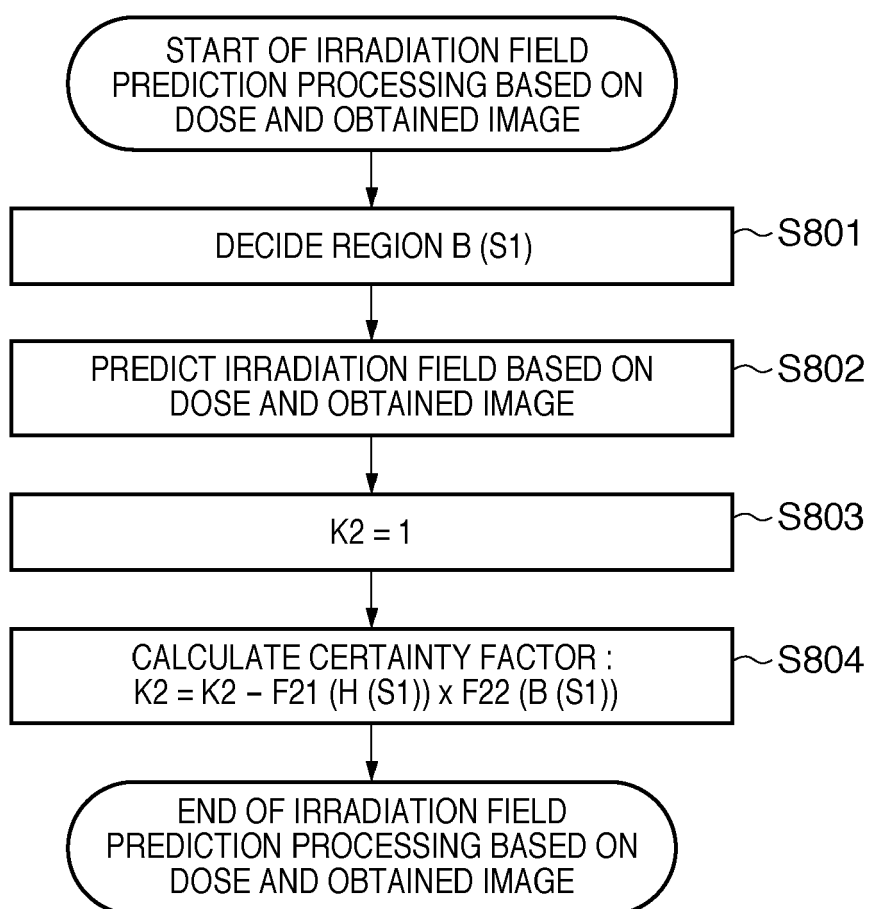 START OF IRRADIATION FIELD
PREDICTION PROCESSING BASED ON
DOSE AND OBTAINED IMAGE
DECIDE REGION B (S1)
S801
PREDICT IRRADIATION FIELD BASED ON
DOSE AND OBTAINED IMAGE
S802
K2 = 1
S803
CALCULATE CERTAINTY FACTOR :
K2 = K2 – F21 (H (S1)) x F22 (B (S1))
S804
END OF IRRADIATION FIELD
PREDICTION PROCESSING BASED ON
DOSE AND OBTAINED IMAGE